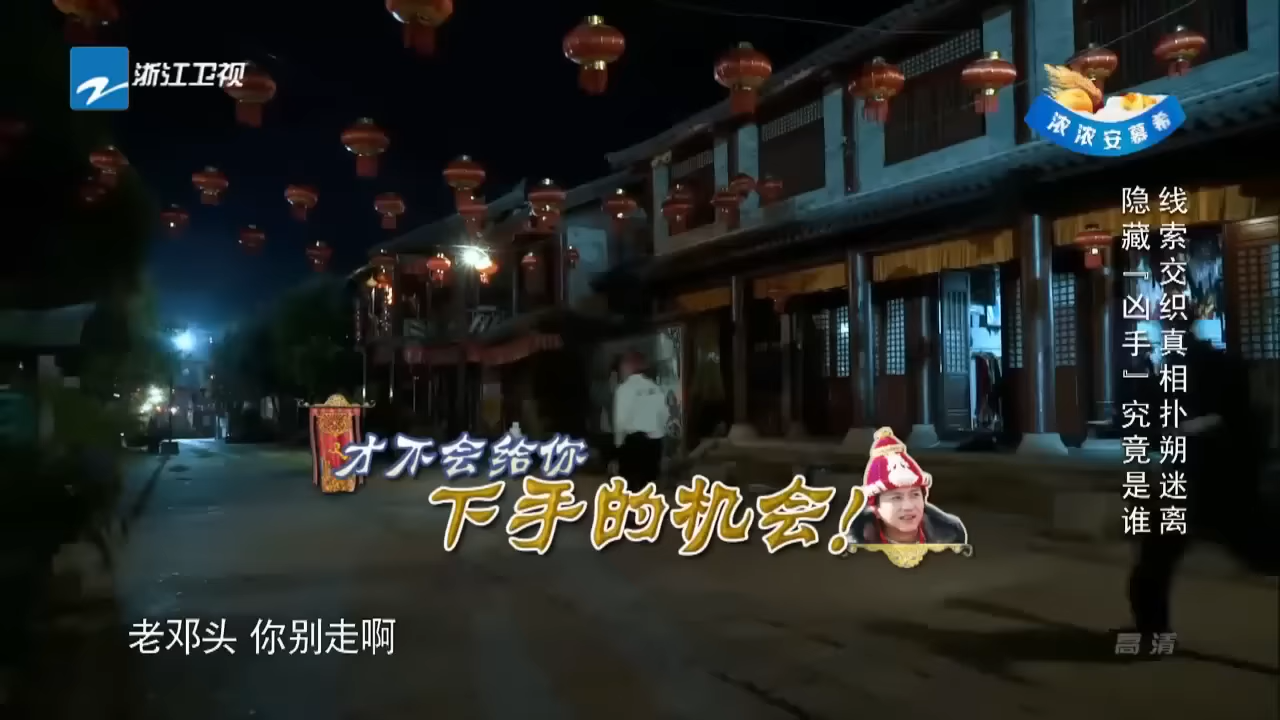 浙江卫视
浓浓安慕希
线索交织真相扑朔迷离
隐藏『凶手』究竟是谁
才不会给你
下手的机会!
老邓头 你别走啊
高清